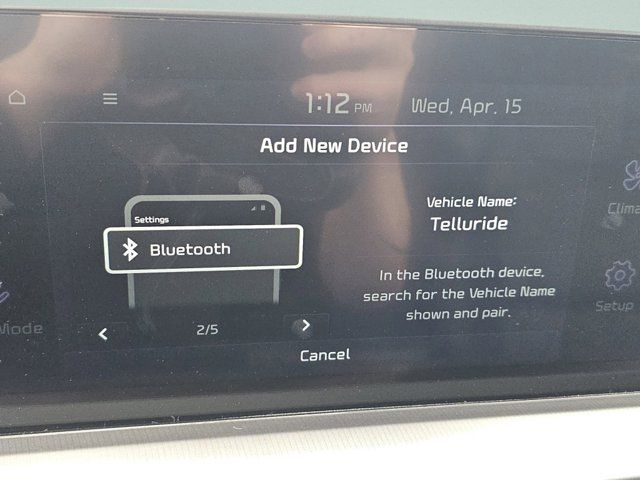 1:12 PM Wed, Apr. 15
Add New Device
Settings
Bluetooth
Vehicle Name:
Telluride
In the Bluetooth device,
search for the Vehicle Name
shown and pair.
Clima
Setup
Mode
2/5
Cancel